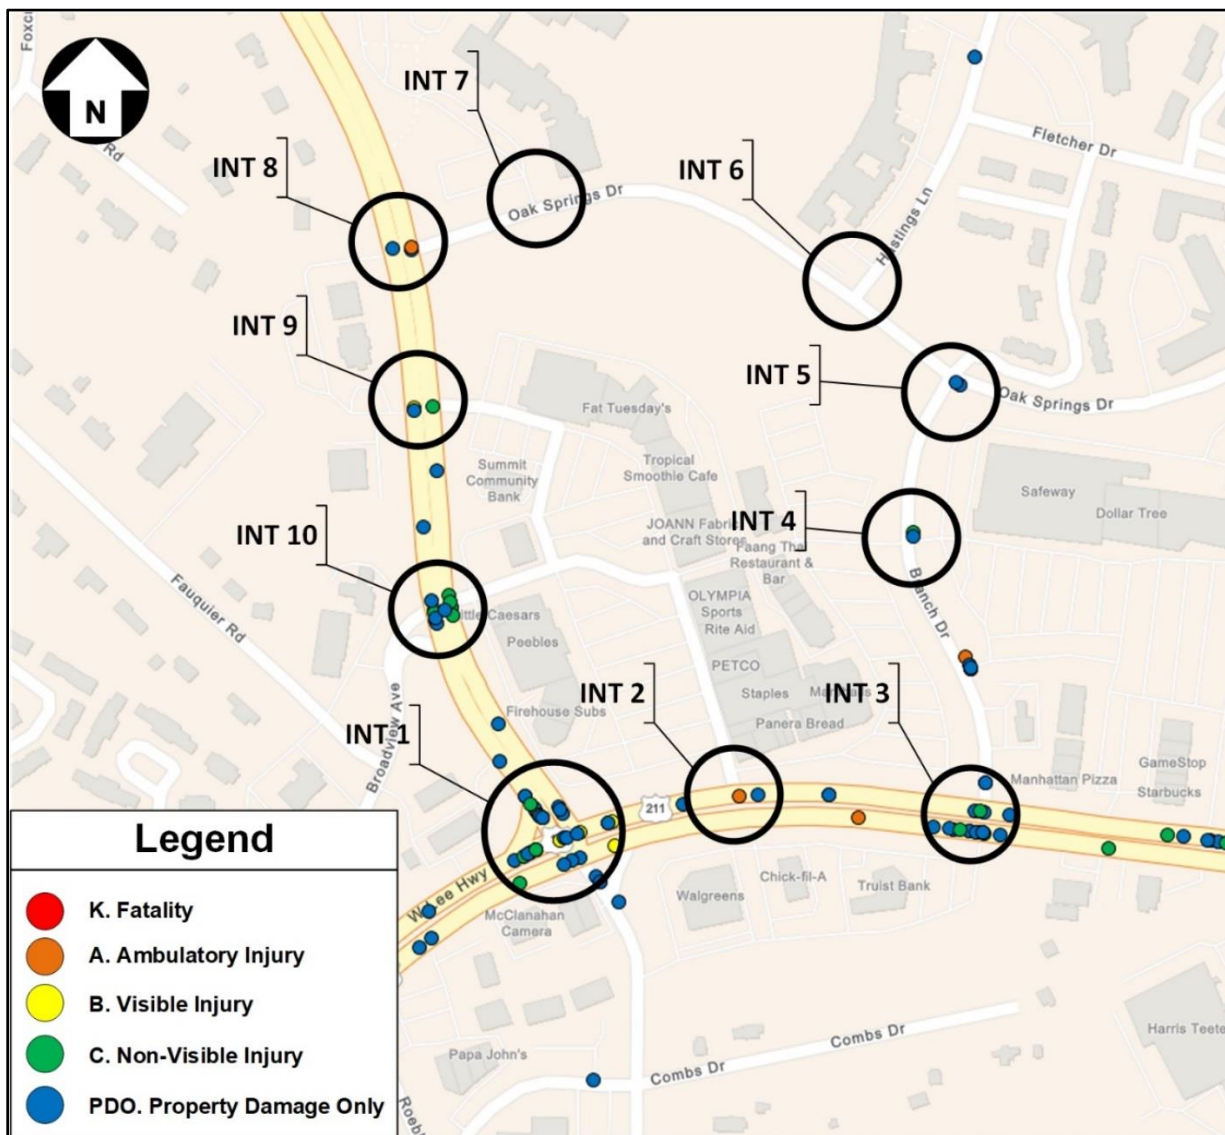 Foxc
N
Rd
INT 7
INT 8
Oak Springs Dr
INT 6
Fletcher Dr
Hastings Ln
INT 9
INT 5
Oak Springs Dr
Fat Tuesday's
Summit
Community
Bank
Tropical
Smoothie Cafe
Safeway
Dollar Tree
INT 10
JOANN Fabric
and Craft Stores
INT 4
Faang Tha
Restaurant &
Bar
Branch Dr
Fauquier Rd
ittle Caesars
Peebles
OLYMPIA
Sports
Rite Aid
PETCO
Staples
Panera Bread
INT 2
INT 3
Firehouse Subs
INT 1
Broadview Ave
211
Manhattan Pizza
GameStop
Starbucks
W Lee Hwy
McClanahan
Camera
Walgreens
Chick-fil-A
Truist Bank
Combs Dr
Combs Dr
Papa John's
Harris Teete
Roeb
Legend
K. Fatality
A. Ambulatory Injury
B. Visible Injury
C. Non-Visible Injury
PDO. Property Damage Only